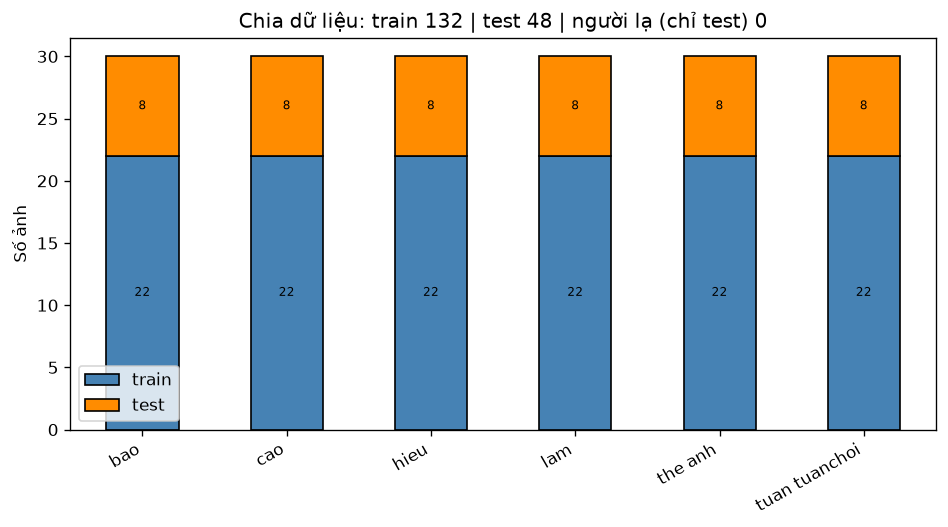 Chia dữ liệu: train 132 | test 48 | người lạ (chỉ test) 0
Số ảnh
30
25
20
15
10
5
0
8 8 8 8 8 8
22 22 22 22 22 22
train
test
bao cao hieu lam the anh tuan tuanchoi